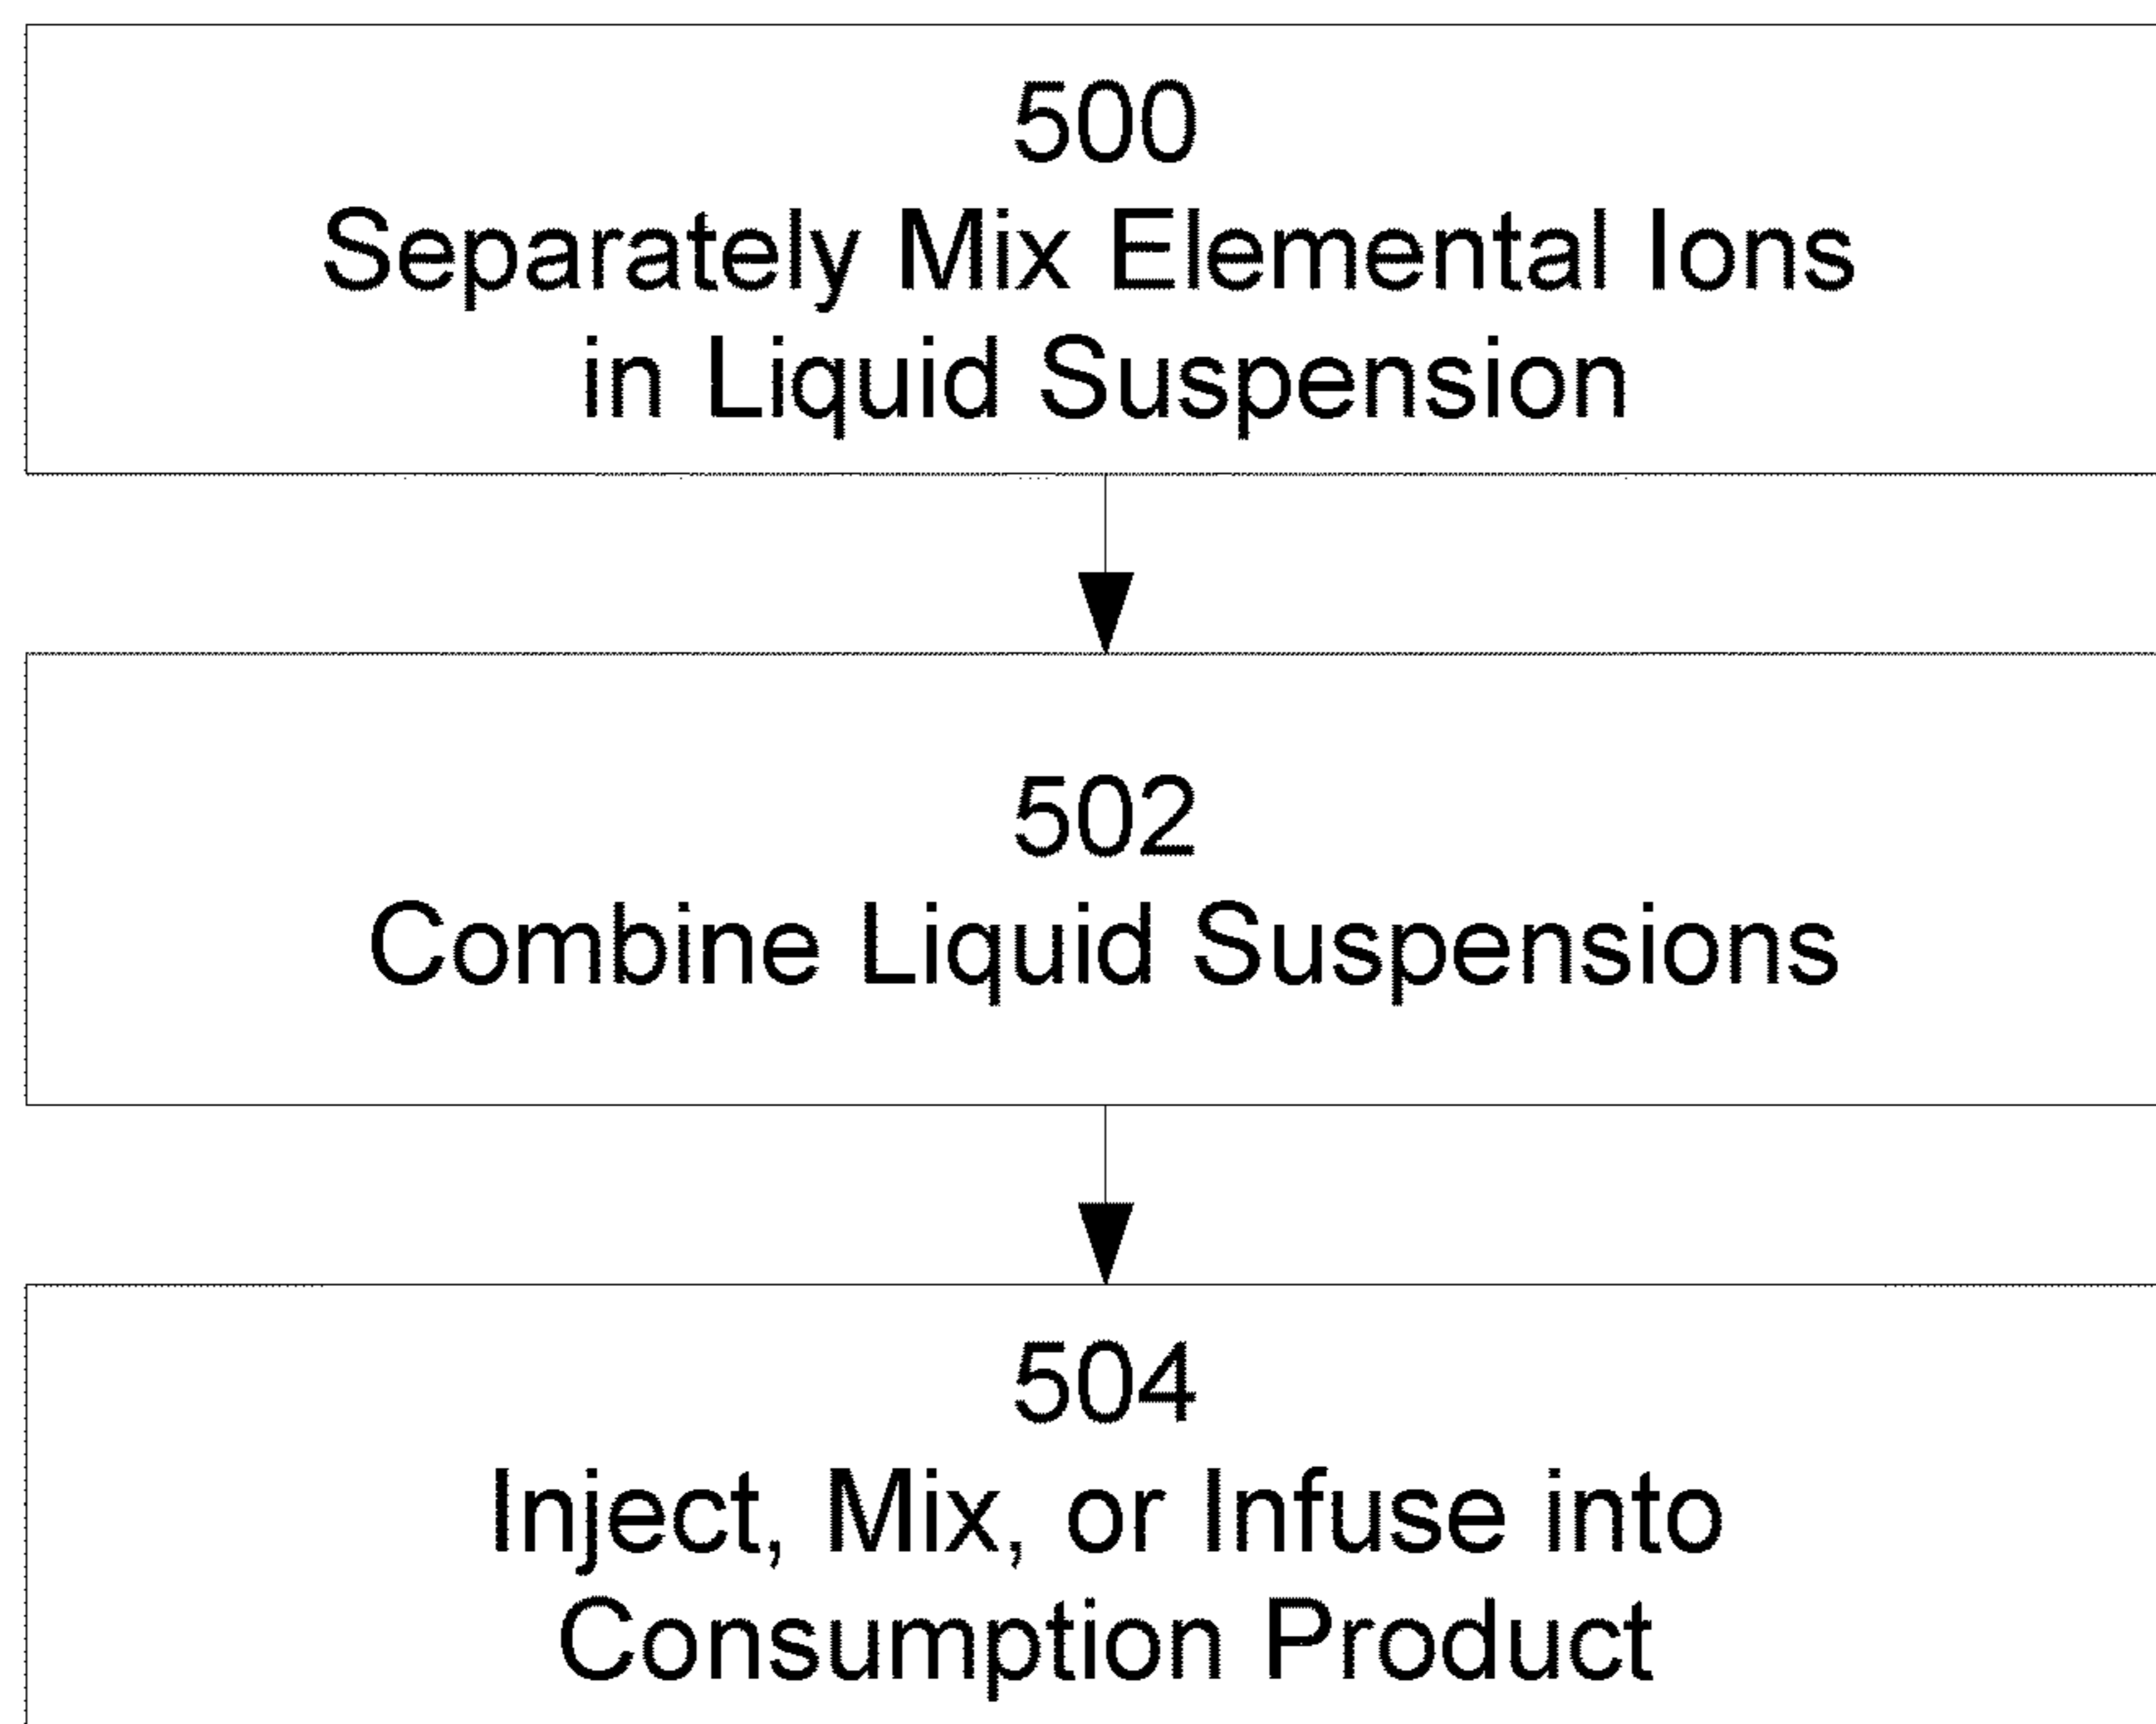 500
Separately Mix Elemental Ions
in Liquid Suspension
502
Combine Liquid Suspensions
504
Inject, Mix, or Infuse into
Consumption Product